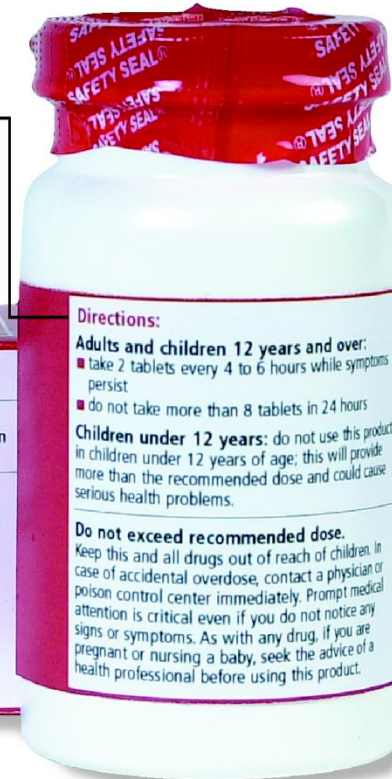 SAFETY SEAL®
SAFETY SEAL
Directions:
Adults and children 12 years and over:
■ take 2 tablets every 4 to 6 hours while symptoms
persist
■ do not take more than 8 tablets in 24 hours
Children under 12 years: do not use this product
in children under 12 years of age; this will provide
more than the recommended dose and could cause
serious health problems.
Do not exceed recommended dose.
Keep this and all drugs out of reach of children. In
case of accidental overdose, contact a physician or
poison control center immediately. Prompt medical
attention is critical even if you do not notice any
signs or symptoms. As with any drug, if you are
pregnant or nursing a baby, seek the advice of a
health professional before using this product.